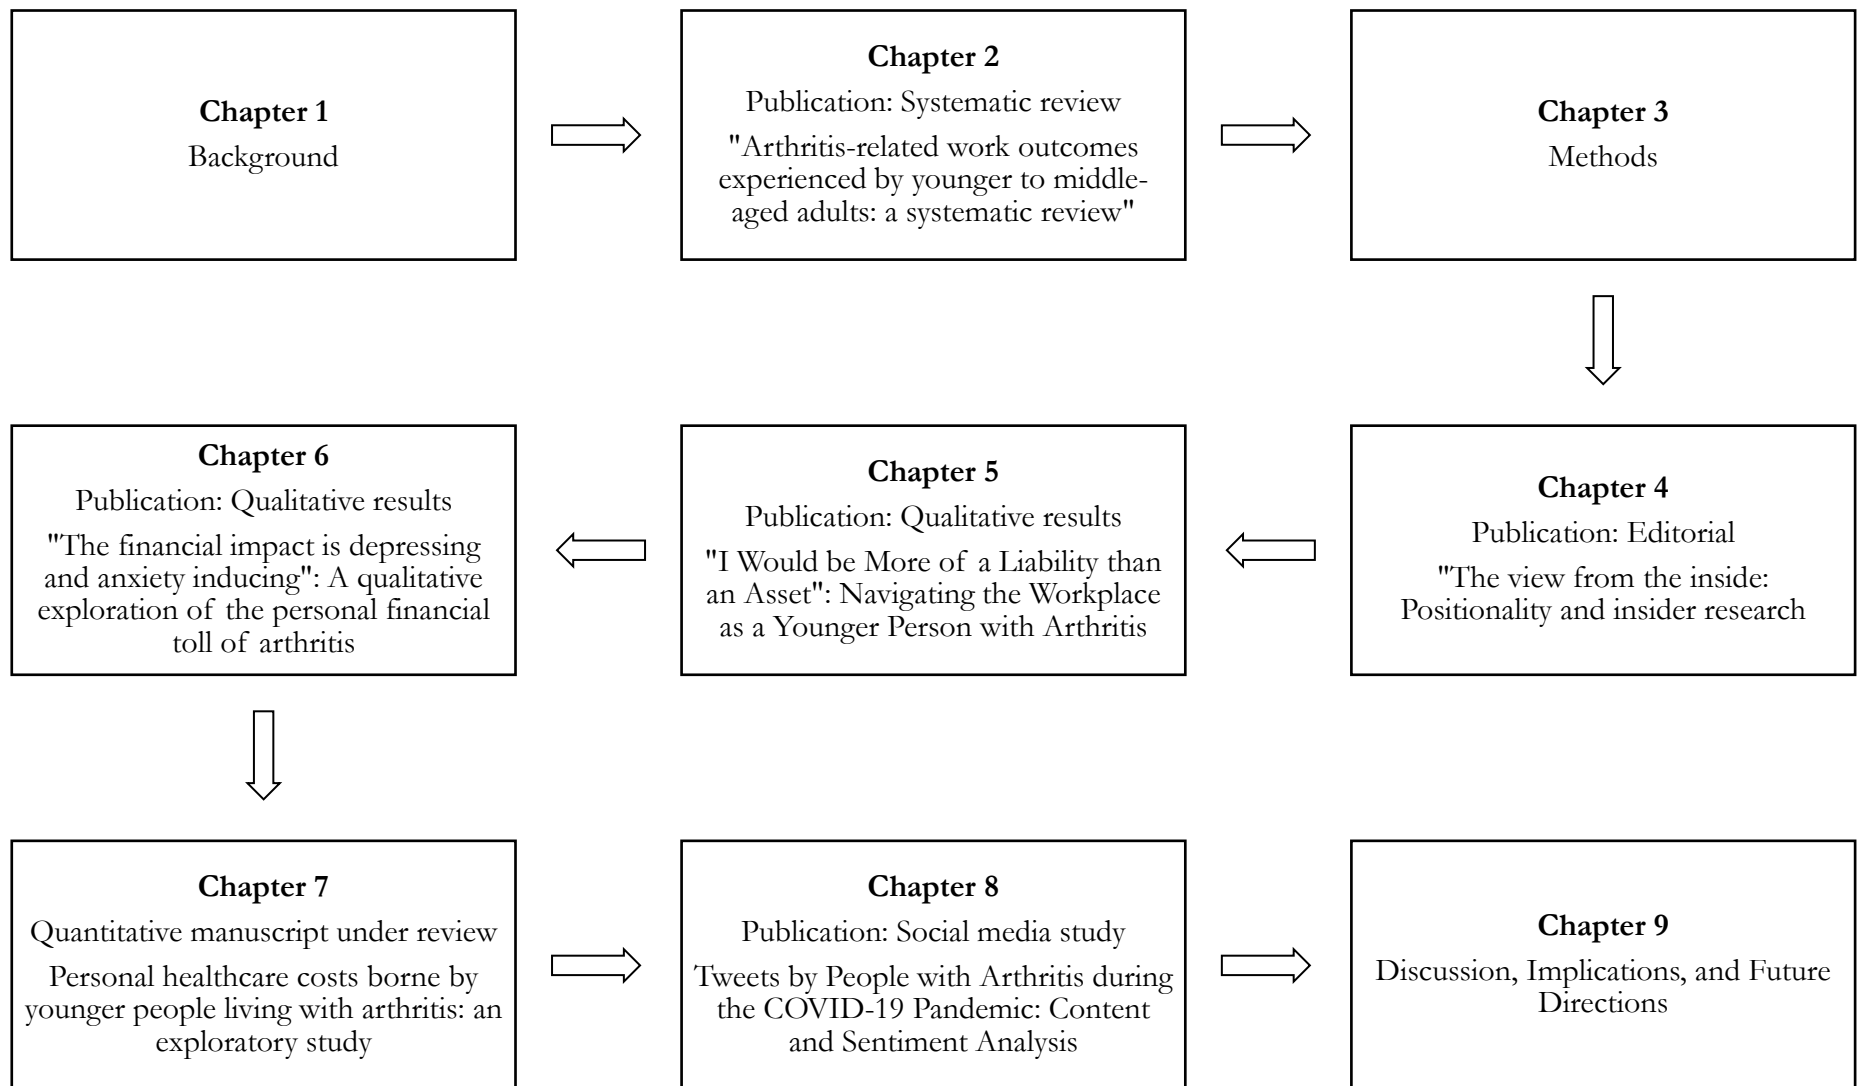 Chapter 1
Background
Chapter 2
Publication: Systematic review
"Arthritis-related work outcomes
experienced by younger to middle-
aged adults: a systematic review"
Chapter 3
Methods
Chapter 4
Publication: Editorial
"The view from the inside:
Positionality and insider research
Chapter 5
Publication: Qualitative results
"I Would be More of a Liability than
an Asset": Navigating the Workplace
as a Younger Person with Arthritis
Chapter 6
Publication: Qualitative results
"The financial impact is depressing
and anxiety inducing": A qualitative
exploration of the personal financial
toll of arthritis
Chapter 7
Quantitative manuscript under review
Personal healthcare costs borne by
younger people living with arthritis: an
exploratory study
Chapter 8
Publication: Social media study
Tweets by People with Arthritis during
the COVID-19 Pandemic: Content
and Sentiment Analysis
Chapter 9
Discussion, Implications, and Future
Directions